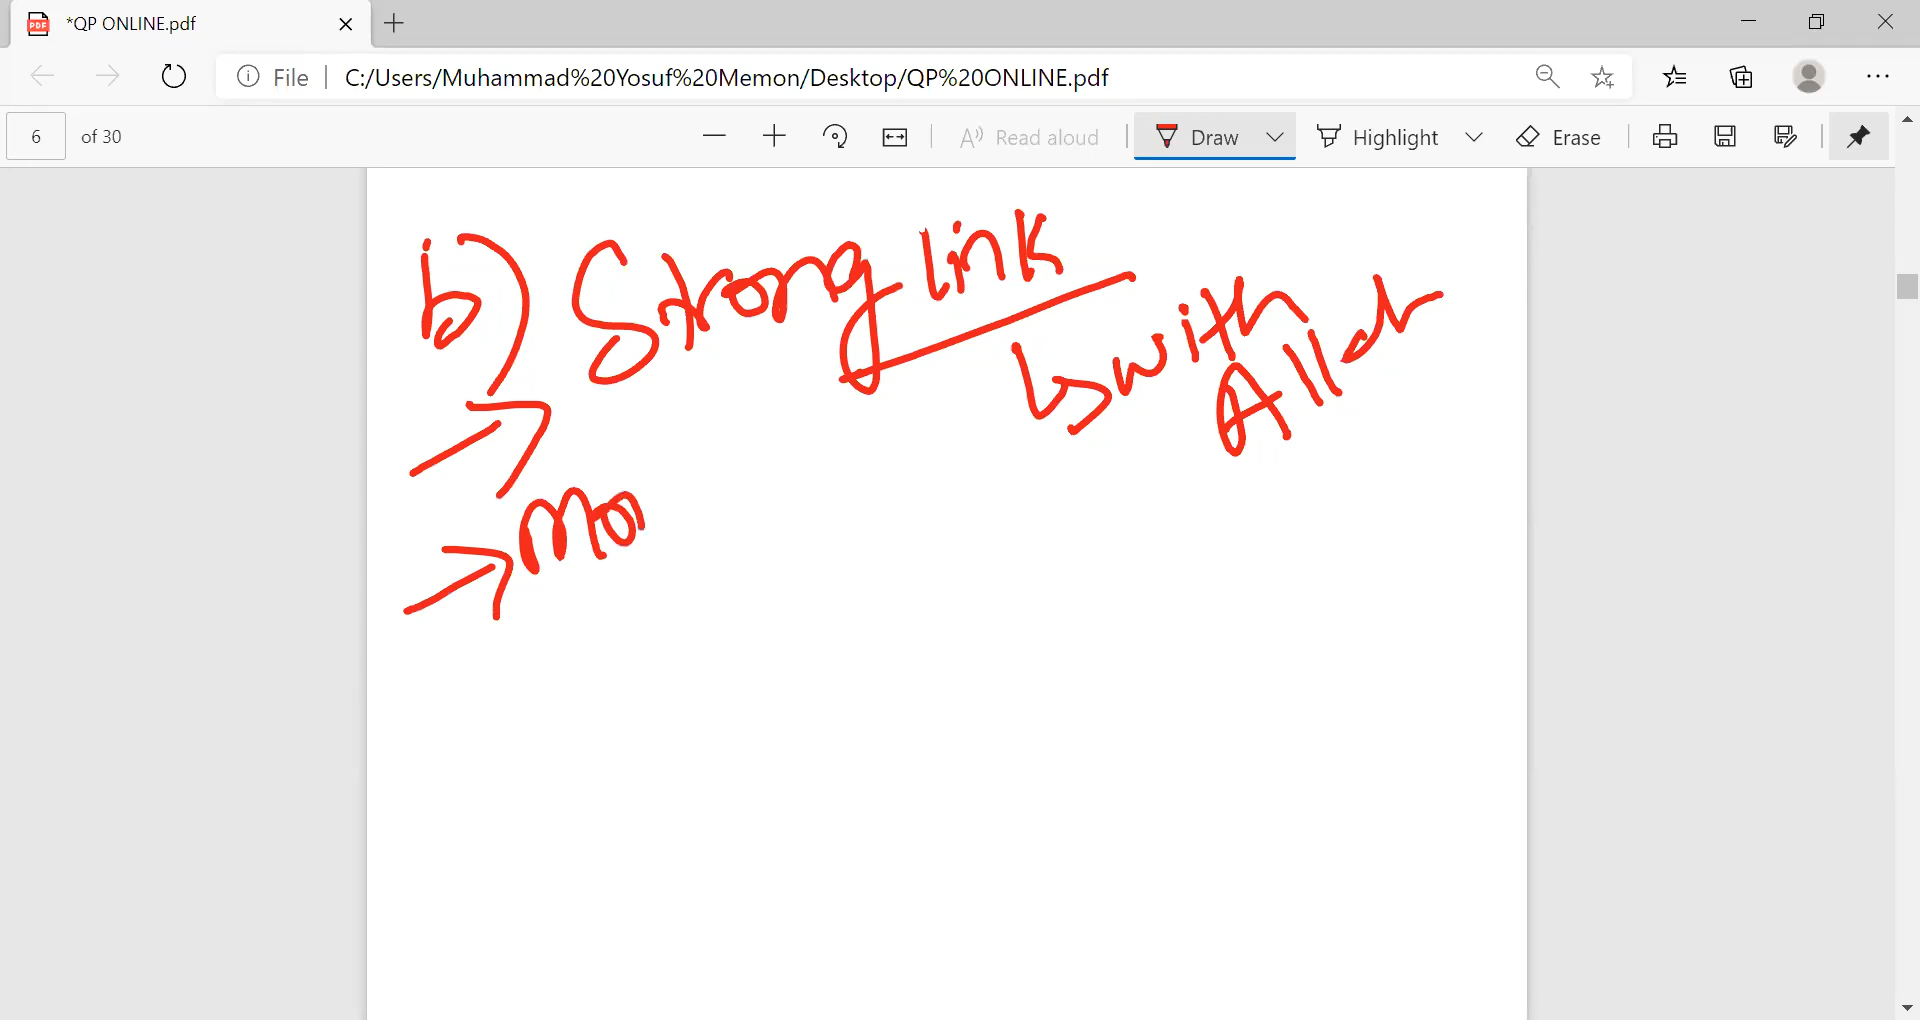 *QP ONLINE.pdf
File | C:/Users/Muhammad%20Yosuf%20Memon/Desktop/QP%20ONLINE.pdf
6 of 30 Read aloud Draw Highlight Erase
b) Strong link
↳ with
Allah
→
→ Mo